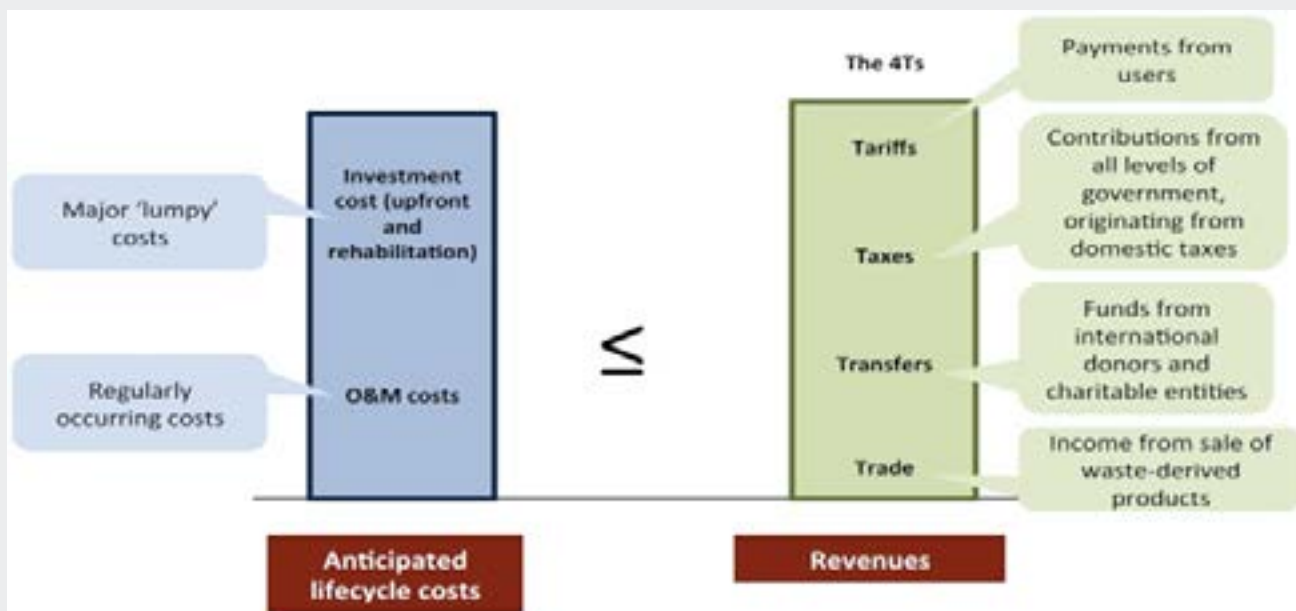 The 4Ts
Major ‘lumpy’
costs
Regularly
occurring costs
Investment
cost (upfront
and
rehabilitation)
O&M costs
≤
Tariffs
Taxes
Transfers
Trade
Payments from
users
Contributions from
all levels of
government,
originating from
domestic taxes
Funds from
international
donors and
charitable entities
Income from sale of
waste-derived
products
Anticipated
lifecycle costs
Revenues